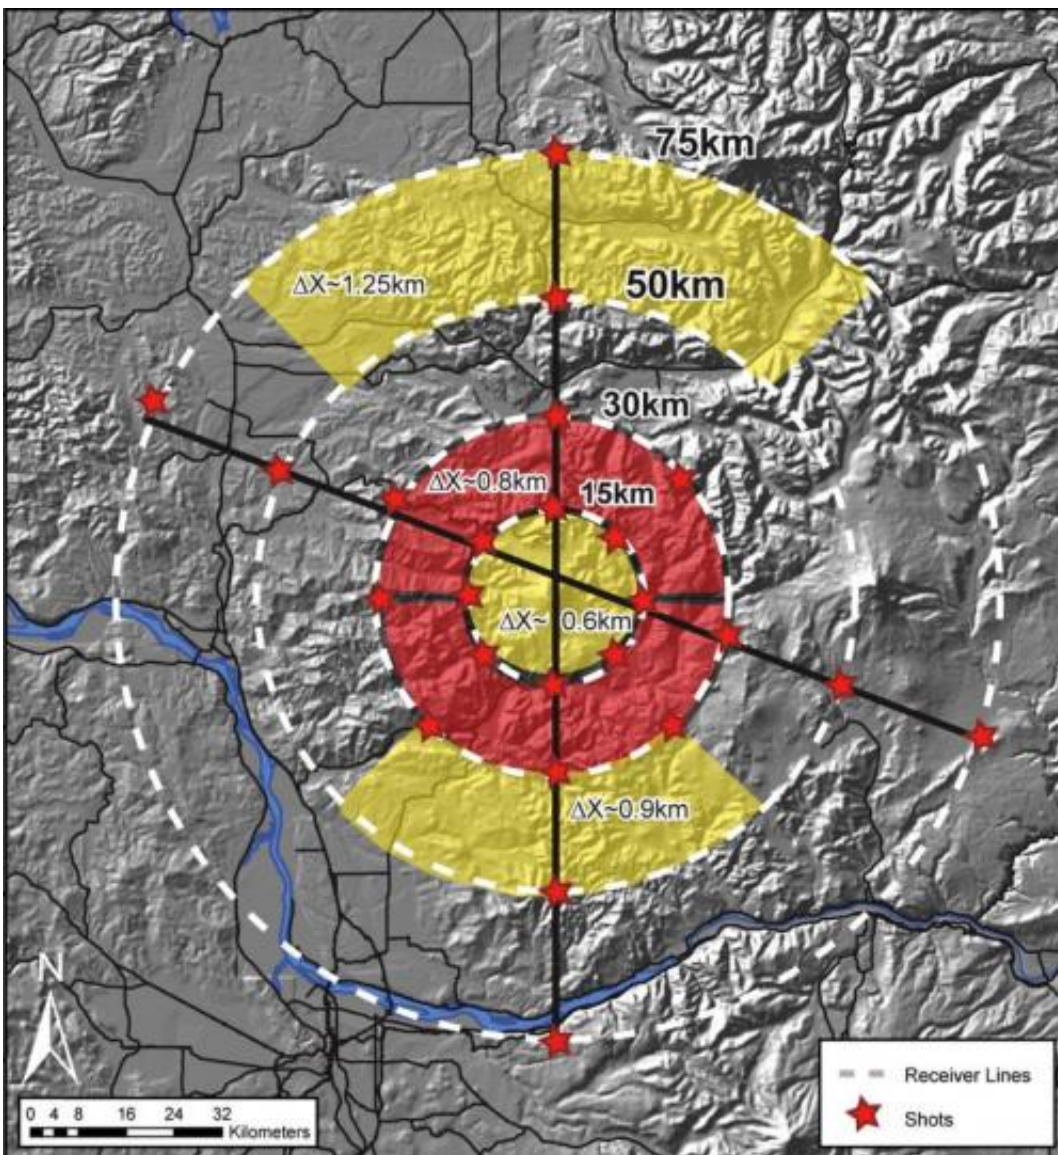 75km
ΔX~1.25km
50km
30km
ΔX~0.8km
15km
ΔX~ 0.6km
ΔX~0.9km
N
0 4 8 16 24 32
Kilometers
Receiver Lines
Shots